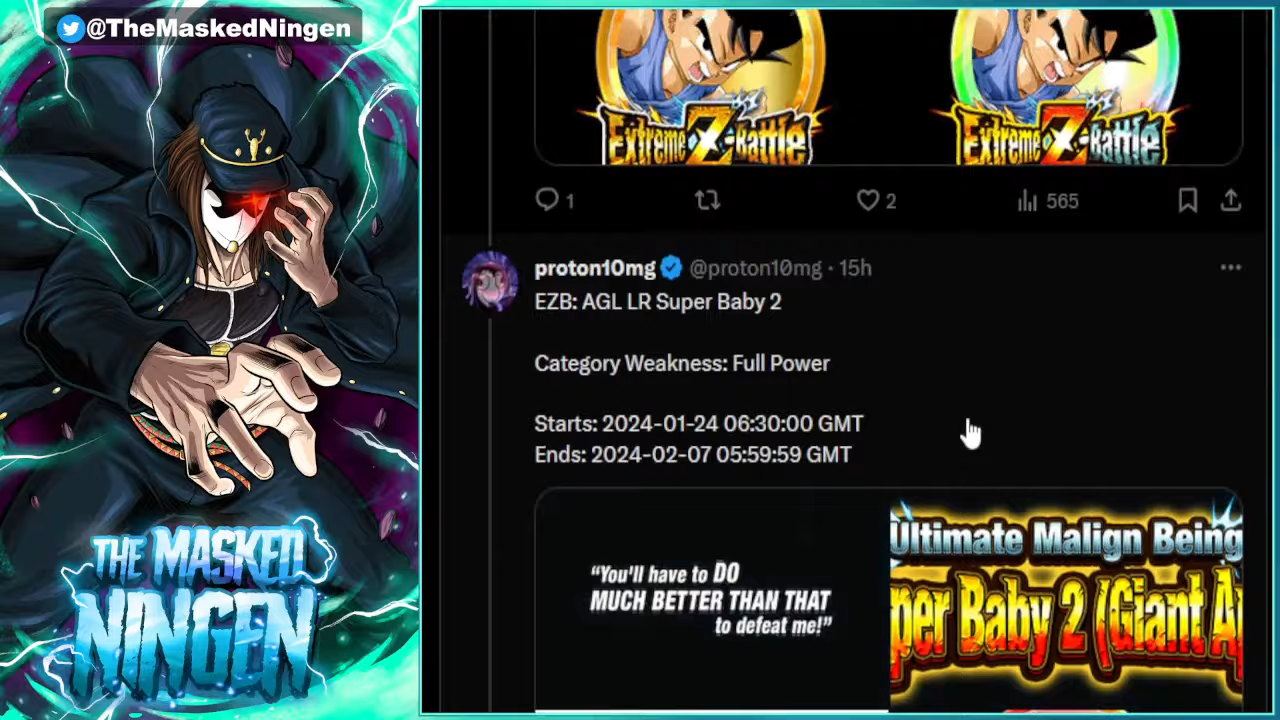 @TheMaskedNingen
Extreme Z-Battle
Extreme Z-Battle
1
2
565
proton10mg @proton10mg · 15h
EZB: AGL LR Super Baby 2
Category Weakness: Full Power
Starts: 2024-01-24 06:30:00 GMT
Ends: 2024-02-07 05:59:59 GMT
"You'll have to DO
MUCH BETTER THAN THAT
to defeat me!"
Ultimate Malign Being
per Baby 2 (Giant A
THE MASKED
NINGEN